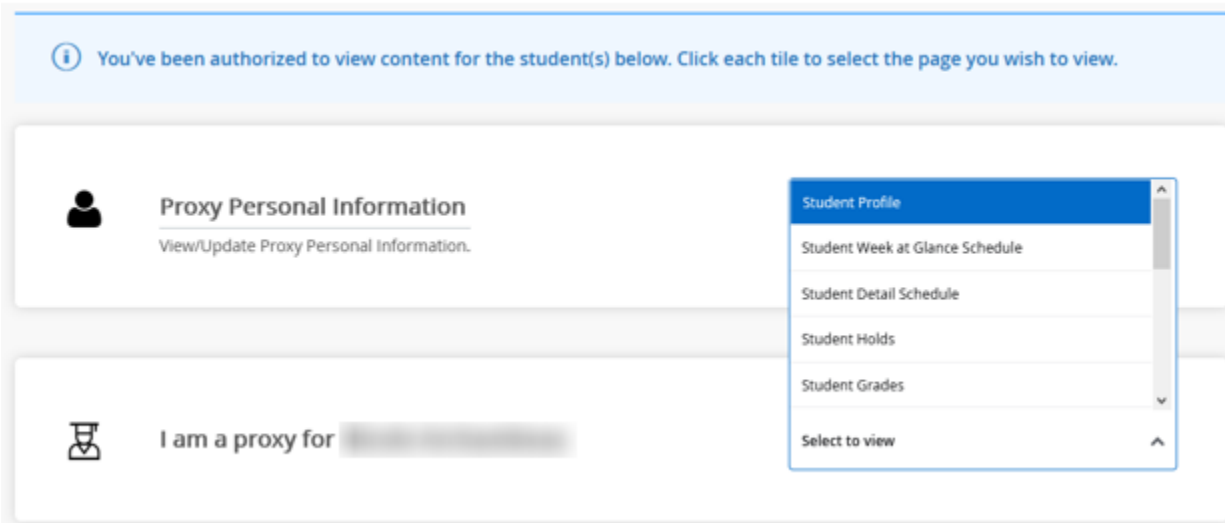 You've been authorized to view content for the student(s) below. Click each tile to select the page you wish to view.
Proxy Personal Information
View/Update Proxy Personal Information.
Student Profile
Student Week at Glance Schedule
Student Detail Schedule
Student Holds
Student Grades
Select to view
I am a proxy for